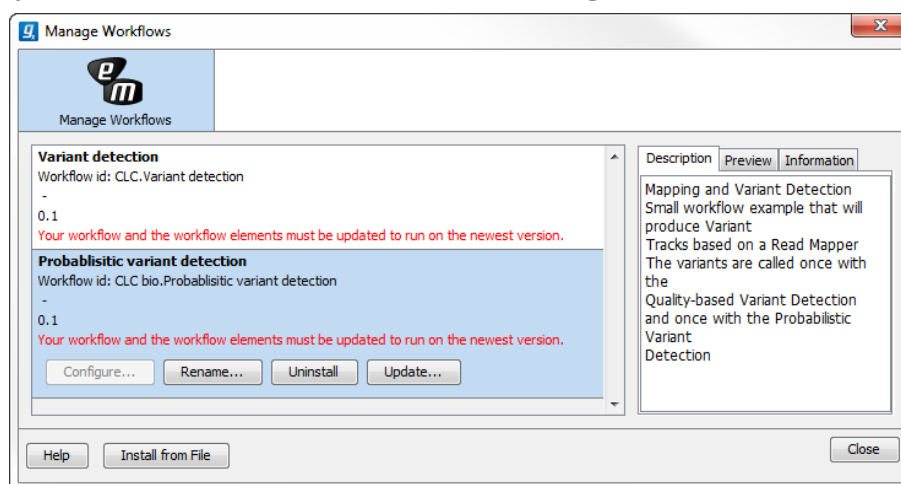 Manage Workflows
Manage Workflows
Variant detection
Workflow id: CLC.Variant detection
-
0.1
Your workflow and the workflow elements must be updated to run on the newest version.
Probablisitic variant detection
Workflow id: CLC bio.Probablisitic variant detection
-
0.1
Your workflow and the workflow elements must be updated to run on the newest version.
Configure... Rename... Uninstall Update...
Description Preview Information
Mapping and Variant Detection
Small workflow example that will
produce Variant
Tracks based on a Read Mapper
The variants are called once with
the
Quality-based Variant Detection
and once with the Probabilistic
Variant
Detection
Help Install from File Close